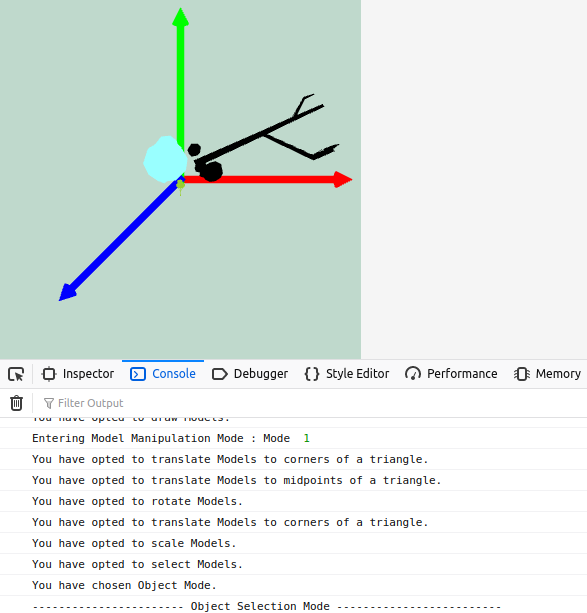 Inspector Console Debugger Style Editor Performance Memory
Filter Output
You have opted to draw Models.
Entering Model Manipulation Mode : Mode 1
You have opted to translate Models to corners of a triangle.
You have opted to translate Models to midpoints of a triangle.
You have opted to rotate Models.
You have opted to translate Models to corners of a triangle.
You have opted to scale Models.
You have opted to select Models.
You have chosen Object Mode.
----------------------- Object Selection Mode -------------------------